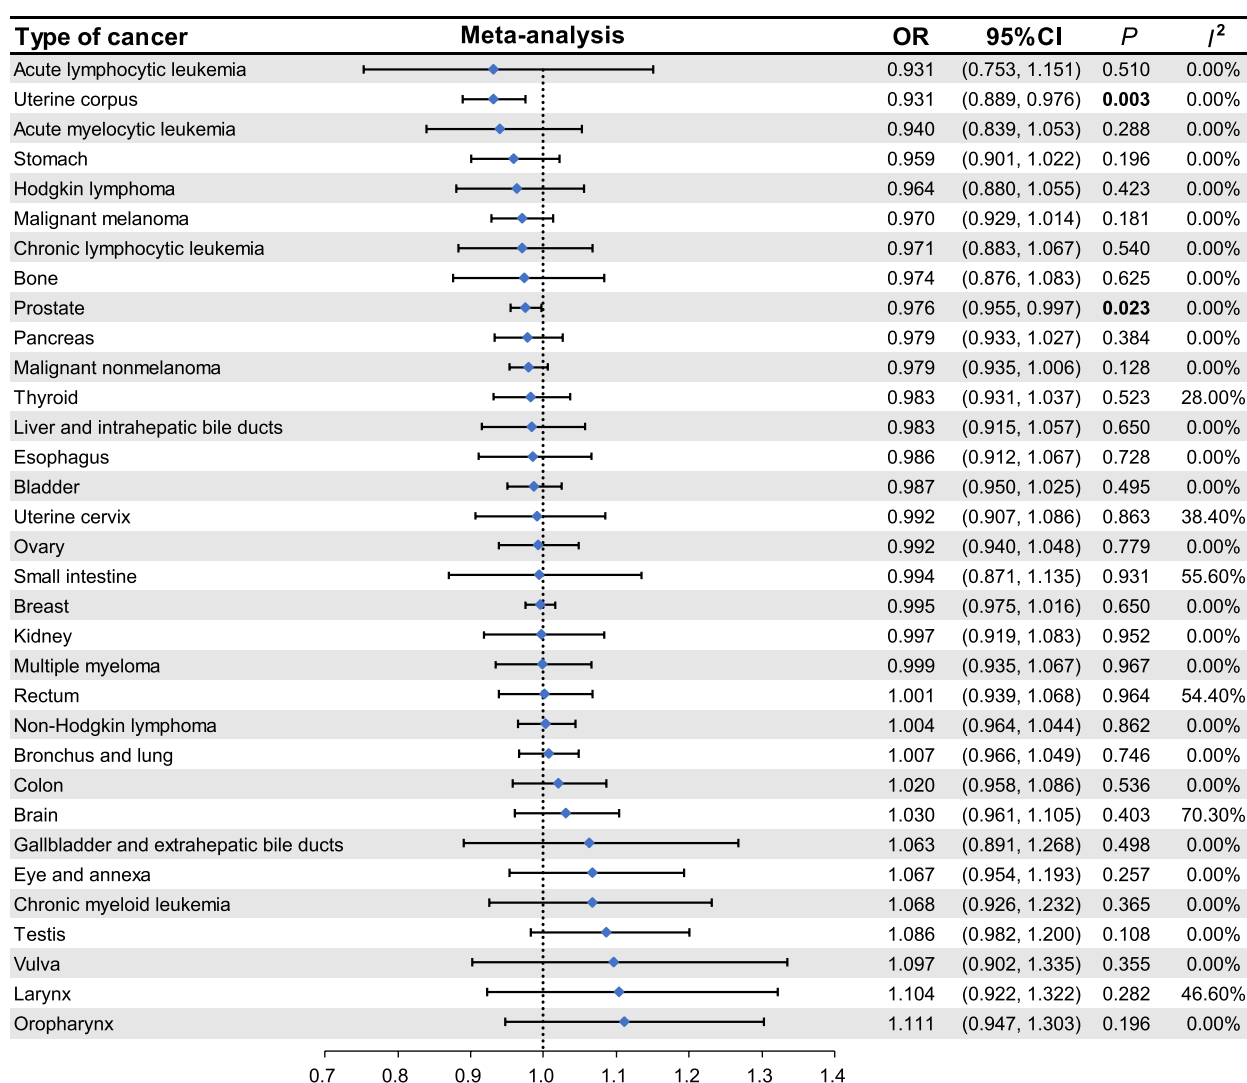 Type of cancer Meta-analysis OR 95%CI P I²
Acute lymphocytic leukemia 0.931 (0.753, 1.151) 0.510 0.00%
Uterine corpus 0.931 (0.889, 0.976) 0.003 0.00%
Acute myelocytic leukemia 0.940 (0.839, 1.053) 0.288 0.00%
Stomach 0.959 (0.901, 1.022) 0.196 0.00%
Hodgkin lymphoma 0.964 (0.880, 1.055) 0.423 0.00%
Malignant melanoma 0.970 (0.929, 1.014) 0.181 0.00%
Chronic lymphocytic leukemia 0.971 (0.883, 1.067) 0.540 0.00%
Bone 0.974 (0.876, 1.083) 0.625 0.00%
Prostate 0.976 (0.955, 0.997) 0.023 0.00%
Pancreas 0.979 (0.933, 1.027) 0.384 0.00%
Malignant nonmelanoma 0.979 (0.935, 1.006) 0.128 0.00%
Thyroid 0.983 (0.931, 1.037) 0.523 28.00%
Liver and intrahepatic bile ducts 0.983 (0.915, 1.057) 0.650 0.00%
Esophagus 0.986 (0.912, 1.067) 0.728 0.00%
Bladder 0.987 (0.950, 1.025) 0.495 0.00%
Uterine cervix 0.992 (0.907, 1.086) 0.863 38.40%
Ovary 0.992 (0.940, 1.048) 0.779 0.00%
Small intestine 0.994 (0.871, 1.135) 0.931 55.60%
Breast 0.995 (0.975, 1.016) 0.650 0.00%
Kidney 0.997 (0.919, 1.083) 0.952 0.00%
Multiple myeloma 0.999 (0.935, 1.067) 0.967 0.00%
Rectum 1.001 (0.939, 1.068) 0.964 54.40%
Non-Hodgkin lymphoma 1.004 (0.964, 1.044) 0.862 0.00%
Bronchus and lung 1.007 (0.966, 1.049) 0.746 0.00%
Colon 1.020 (0.958, 1.086) 0.536 0.00%
Brain 1.030 (0.961, 1.105) 0.403 70.30%
Gallbladder and extrahepatic bile ducts 1.063 (0.891, 1.268) 0.498 0.00%
Eye and annexa 1.067 (0.954, 1.193) 0.257 0.00%
Chronic myeloid leukemia 1.068 (0.926, 1.232) 0.365 0.00%
Testis 1.086 (0.982, 1.200) 0.108 0.00%
Vulva 1.097 (0.902, 1.335) 0.355 0.00%
Larynx 1.104 (0.922, 1.322) 0.282 46.60%
Oropharynx 1.111 (0.947, 1.303) 0.196 0.00%
0.7 0.8 0.9 1.0 1.1 1.2 1.3 1.4